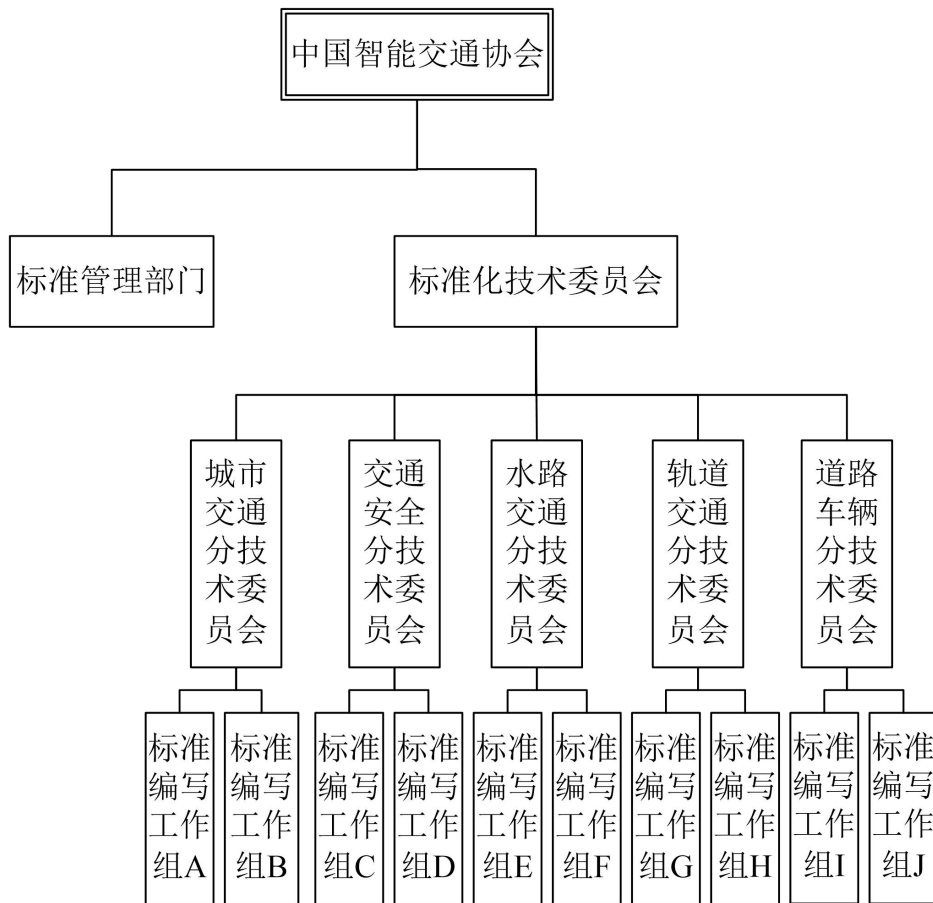 中国智能交通协会
标准管理部门
标准化技术委员会
城市
交通
分技
术委
员会
交通
安全
分技
术委
员会
水路
交通
分技
术委
员会
轨道
交通
分技
术委
员会
道路
车辆
分技
术委
员会
标准
编写
工作
组A
标准
编写
工作
组B
标准
编写
工作
组C
标准
编写
工作
组D
标准
编写
工作
组E
标准
编写
工作
组F
标准
编写
工作
组G
标准
编写
工作
组H
标准
编写
工作
组I
标准
编写
工作
组J